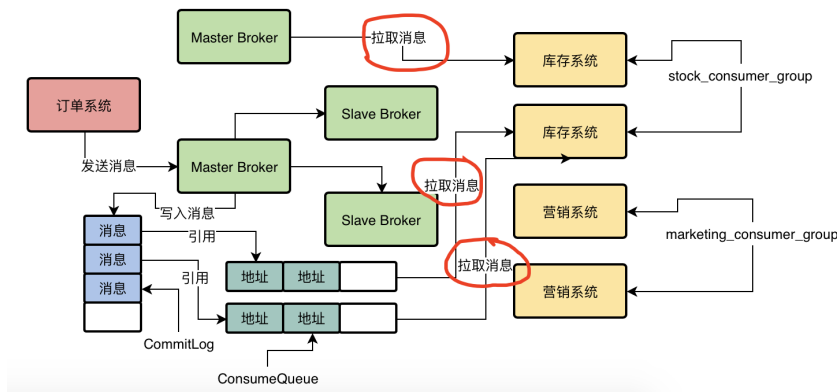 Master Broker
拉取消息
库存系统
stock_consumer_group
订单系统
Slave Broker
库存系统
发送消息
Master Broker
拉取消息
写入消息
Slave Broker
营销系统
marketing_consumer_group
消息
引用
拉取消息
消息
引用
地址
地址
营销系统
消息
地址
地址
CommitLog
ConsumeQueue